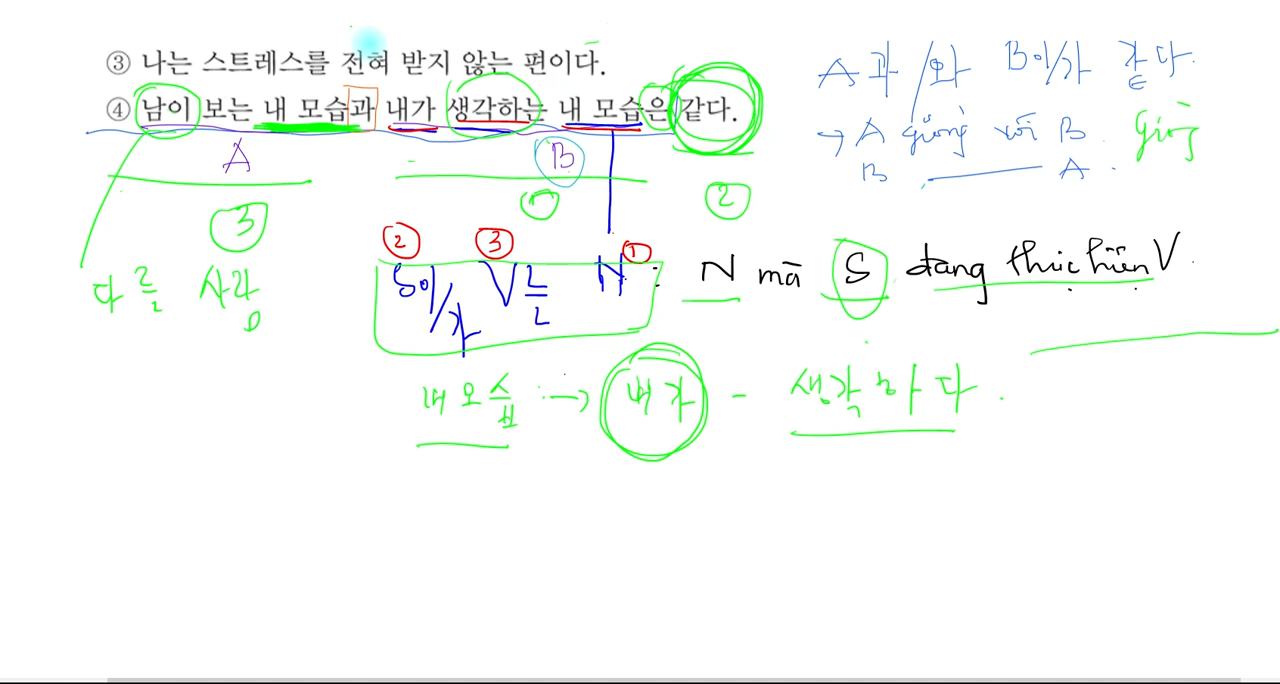 ③ 나는 스트레스를 전혀 받지 않는 편이다.
④ 남이 보는 내 모습과 내가 생각하는 내 모습은 같다.
A과/와 B이/가 같다.
→ A giống với B giống
B A.
A B
③ ① ②
② ③ ①
다른 사람 S이/가 V ㄹ/ㄴ N : N mà S đang thực hiện V
내 모습 → 내가 - 생각하다.